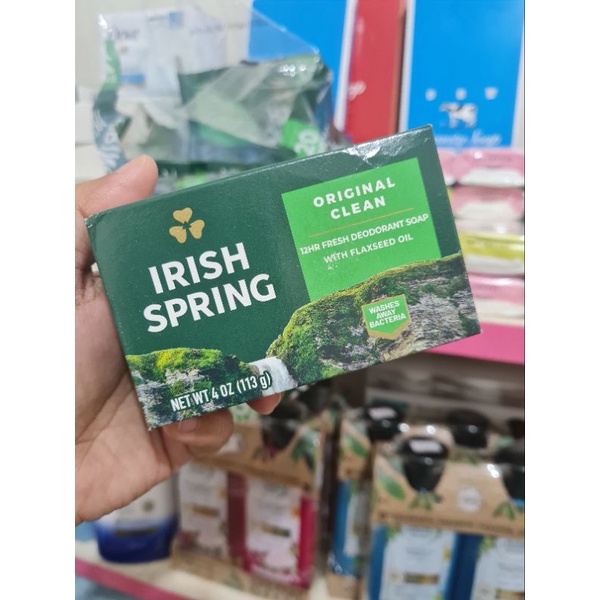 IRISH
SPRING
ORIGINAL
CLEAN
12HR FRESH DEODORANT SOAP
WITH FLAXSEED OIL
WASHES
AWAY
BACTERIA
NET WT 4 OZ (113 g)